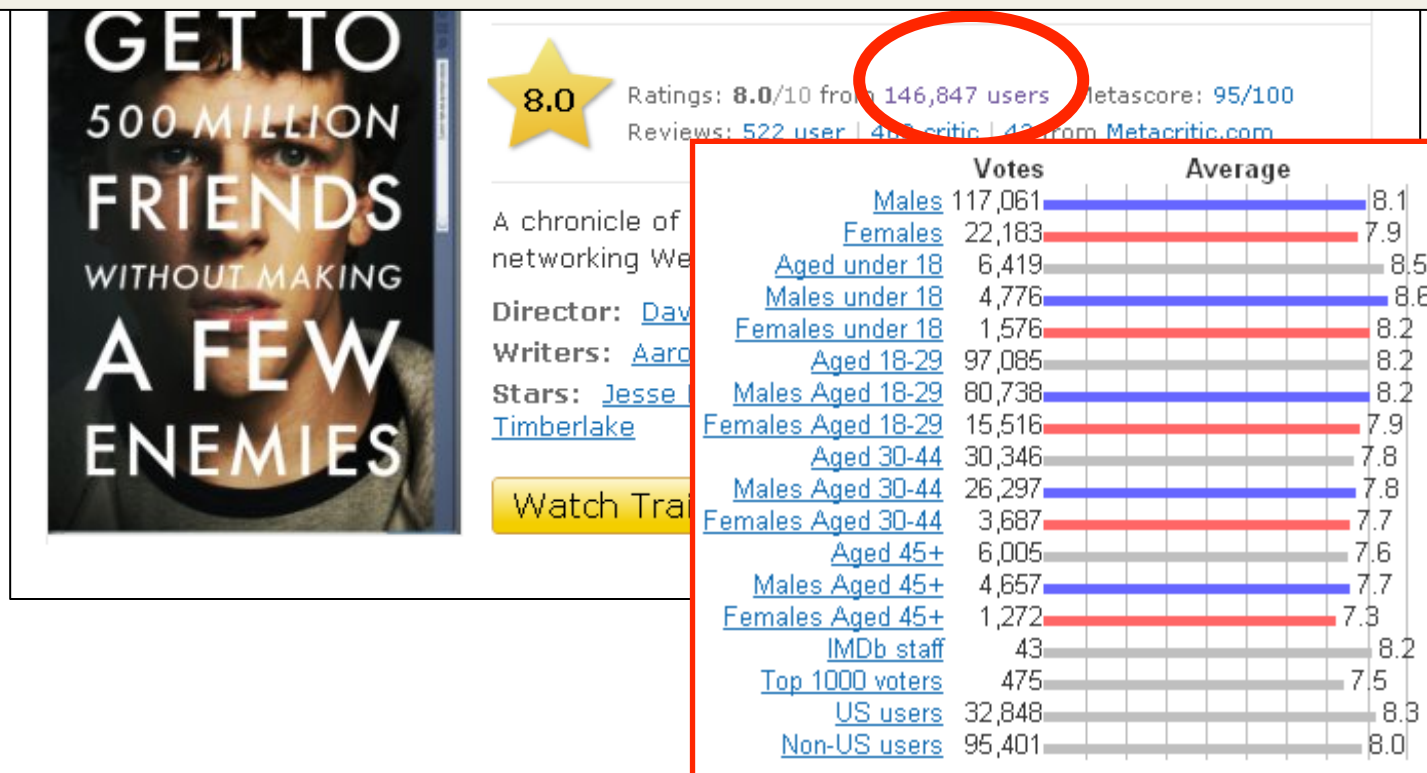 GET TO
500 MILLION
FRIENDS
WITHOUT MAKING
A FEW
ENEMIES
8.0
Ratings: 8.0/10 from 146,847 users Metascore: 95/100
Reviews: 522 user | critic | from Metacritic.com
A chronicle of
networking We
Director: Dav
Writers: Aaro
Stars: Jesse
Timberlake
Watch Trai
Votes Average
Males 117,061 8.1
Females 22,183 7.9
Aged under 18 6,419 8.5
Males under 18 4,776 8.6
Females under 18 1,576 8.2
Aged 18-29 97,085 8.2
Males Aged 18-29 80,738 8.2
Females Aged 18-29 15,516 7.9
Aged 30-44 30,346 7.8
Males Aged 30-44 26,297 7.8
Females Aged 30-44 3,687 7.7
Aged 45+ 6,005 7.6
Males Aged 45+ 4,657 7.7
Females Aged 45+ 1,272 7.3
IMDb staff 43 8.2
Top 1000 voters 475 7.5
US users 32,848 8.3
Non-US users 95,401 8.0